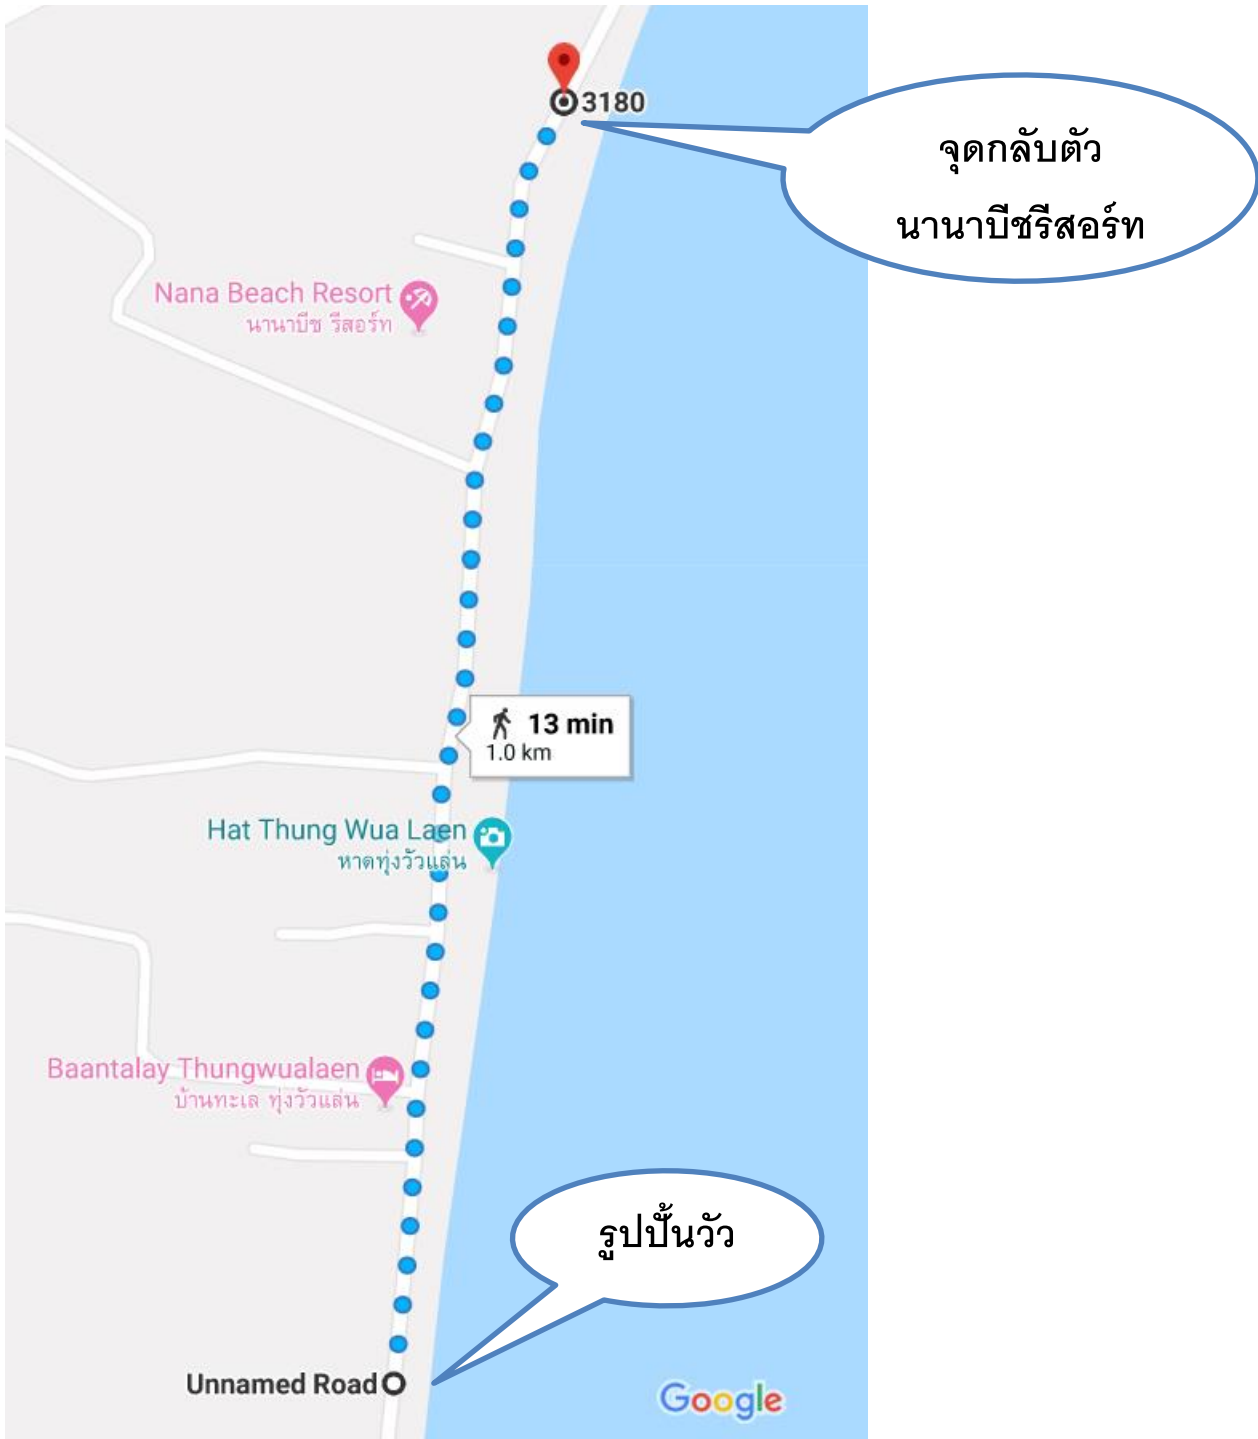 3180
จุดกลับตัว
นานาบีชรีสอร์ท
Nana Beach Resort
นานาบีช รีสอร์ท
13 min
1.0 km
Hat Thung Wua Laen
หาดทุ่งวัวแล่น
Baantalay Thungwualaen
บ้านทะเล ทุ่งวัวแล่น
รูปปั้นวัว
Unnamed Road
Google